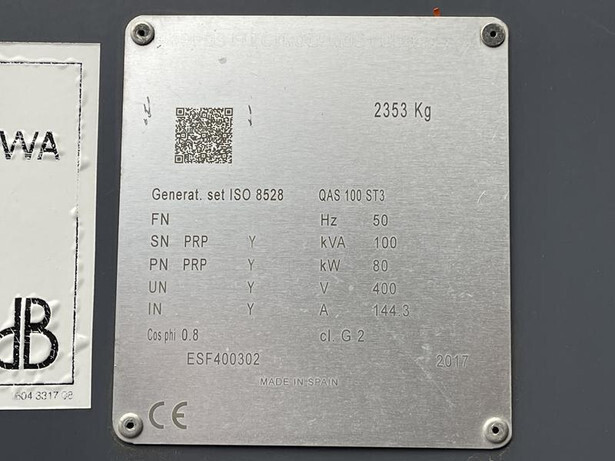 WA
dB
604 3317 08
2353 Kg
Generat. set ISO 8528 QAS 100 ST3
FN Hz 50
SN PRP Y kVA 100
PN PRP Y kW 80
UN Y V 400
IN Y A 144.3
Cos phi 0.8 cl. G 2
ESF400302 2017
MADE IN SPAIN
CE